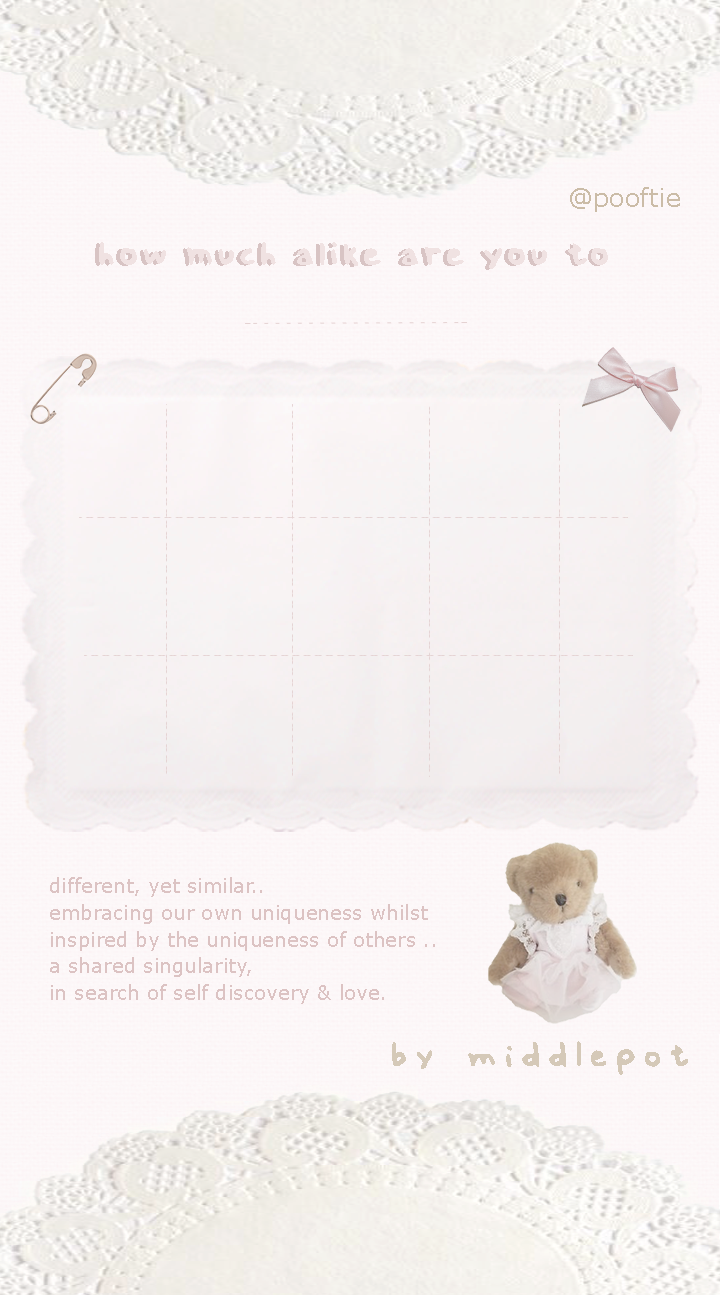 @pooftie
how much alike are you to
different, yet similar..
embracing our own uniqueness whilst
inspired by the uniqueness of others ..
a shared singularity,
in search of self discovery & love.
by middlepot